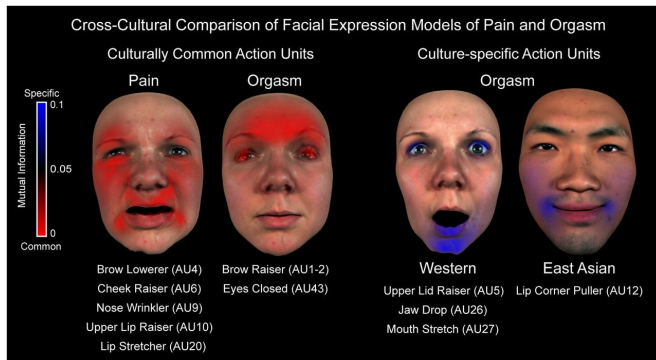 Cross-Cultural Comparison of Facial Expression Models of Pain and Orgasm
Culturally Common Action Units
Culture-specific Action Units
Pain
Orgasm
Orgasm
Specific
0.1
0.05
0
Common
Mutual Information
Brow Lowerer (AU4)
Cheek Raiser (AU6)
Nose Wrinkler (AU9)
Upper Lip Raiser (AU10)
Lip Stretcher (AU20)
Brow Raiser (AU1-2)
Eyes Closed (AU43)
Western
Upper Lid Raiser (AU5)
Jaw Drop (AU26)
Mouth Stretch (AU27)
East Asian
Lip Corner Puller (AU12)